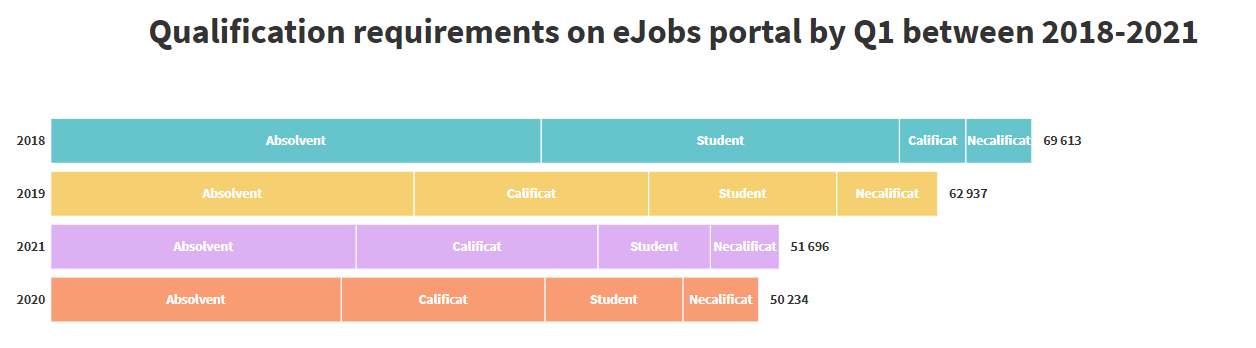 Qualification requirements on eJobs portal by Q1 between 2018-2021
2018 Absolvent Student Calificat Necalificat 69 613
2019 Absolvent Calificat Student Necalificat 62 937
2021 Absolvent Calificat Student Necalificat 51 696
2020 Absolvent Calificat Student Necalificat 50 234